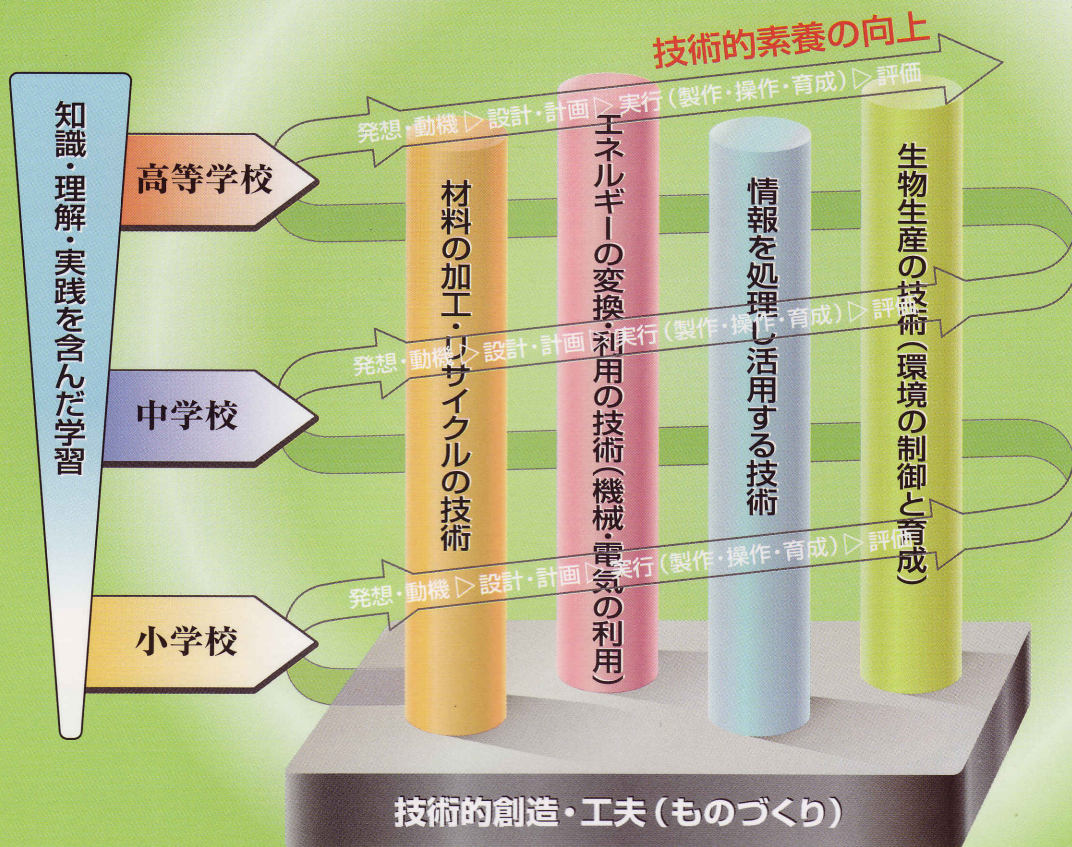 技術的素養の向上
発想・動機▷設計・計画▷実行(製作・操作・育成)▷評価
知識・理解・実践を含んだ学習
高等学校
材料の加工・リサイクルの技術
エネルギーの変換・利用の技術(機械・電気の利用)
情報を処理し活用する技術
生物生産の技術(環境の制御と育成)
発想・動機▷設計・計画▷実行(製作・操作・育成)▷評価
中学校
発想・動機▷設計・計画▷実行(製作・操作・育成)▷評価
小学校
技術的創造・工夫(ものづくり)